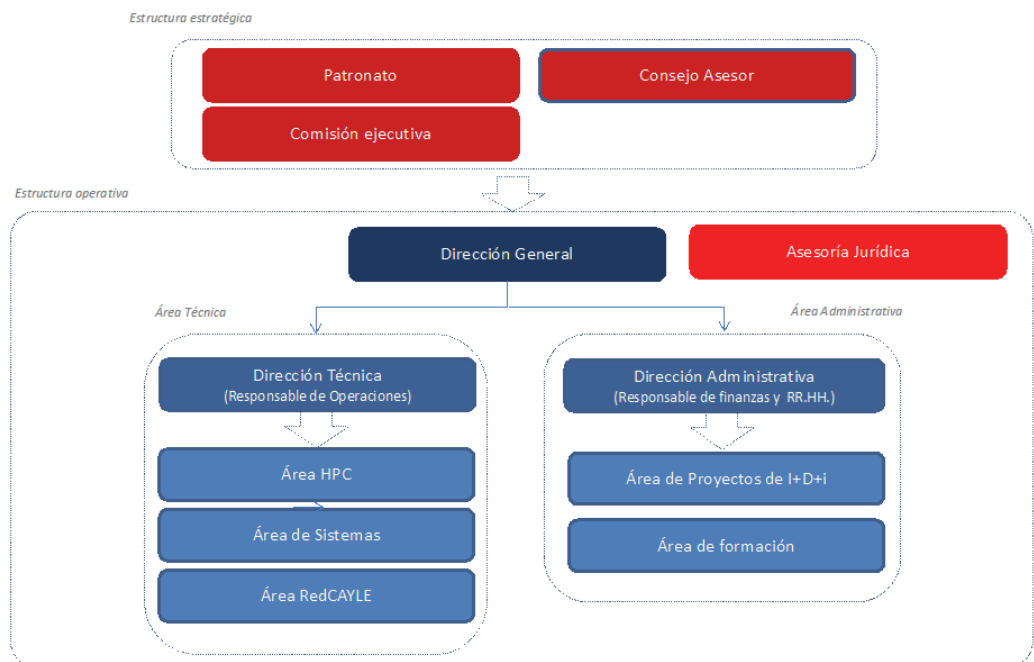 Estructura estratégica
Patronato
Consejo Asesor
Comisión ejecutiva
Estructura operativa
Dirección General
Asesoría Jurídica
Área Técnica
Área Administrativa
Dirección Técnica
(Responsable de Operaciones)
Área HPC
Área de Sistemas
Área RedCAYLE
Dirección Administrativa
(Responsable de finanzas y RR.HH.)
Área de Proyectos de I+D+i
Área de formación